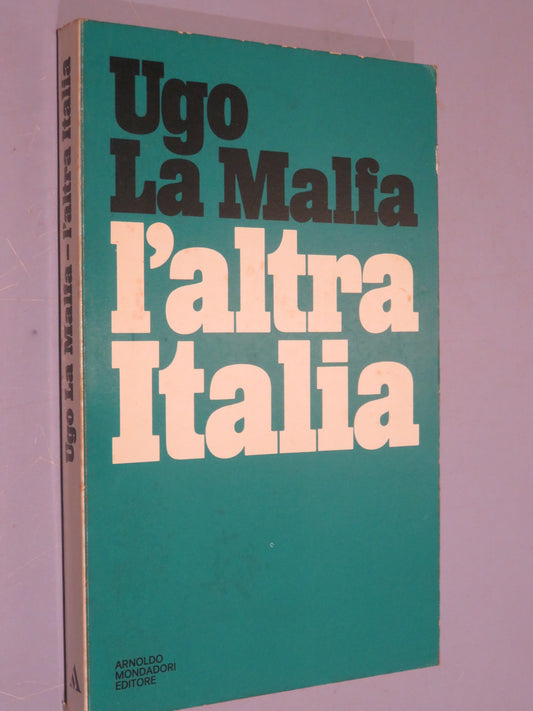 Ugo
La Malfa
l'altra
Italia
ARNOLDO
MONDADORI
EDITORE
Ugo La Malfa – l'altra Italia